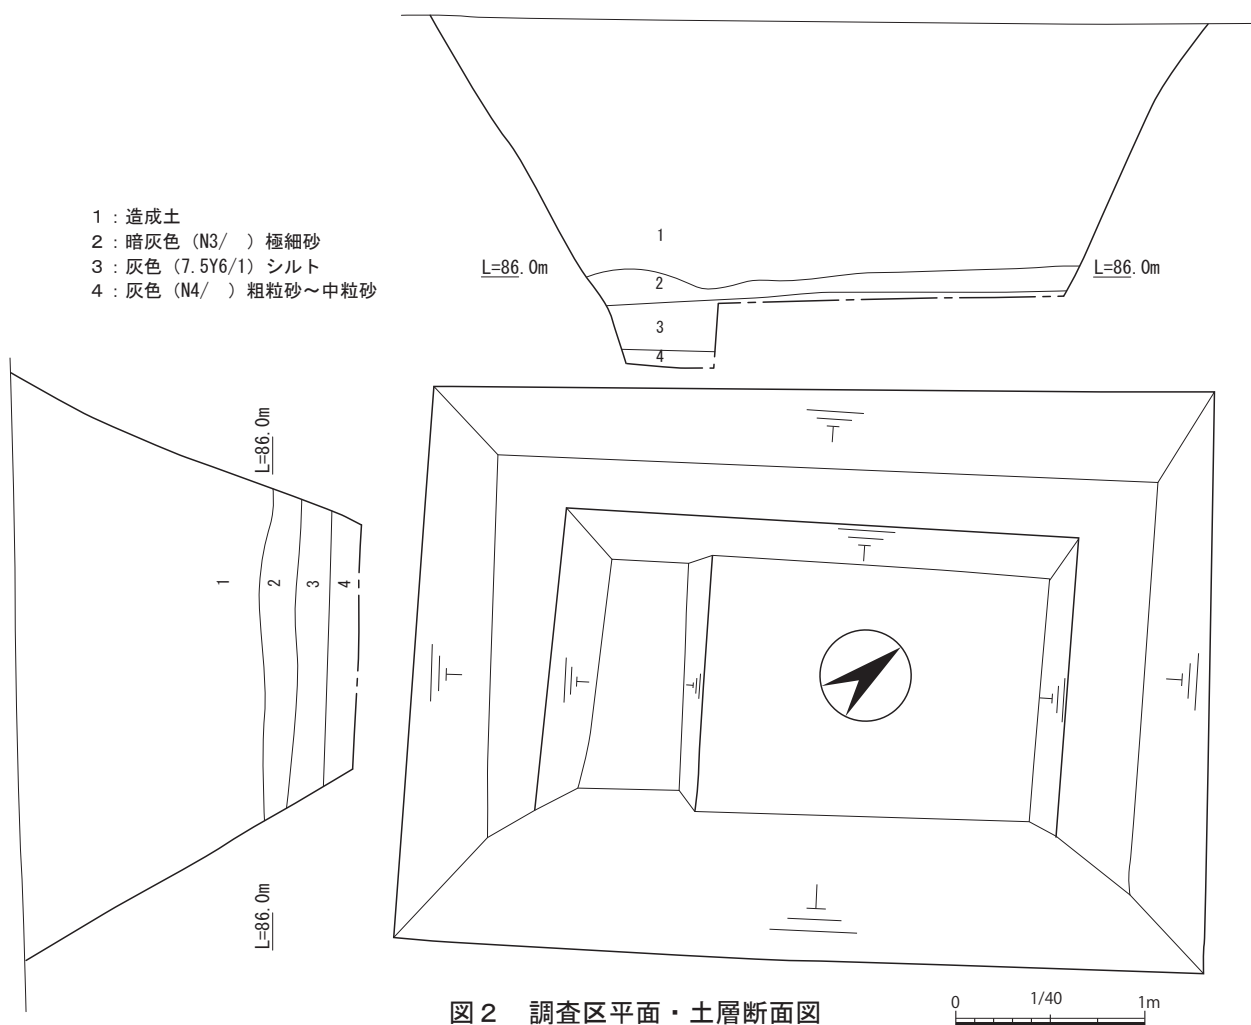 1：造成土
2：暗灰色（N3/　）極細砂
3：灰色（7.5Y6/1）シルト
4：灰色（N4/　）粗粒砂～中粒砂
1
L=86.0m
L=86.0m
2
3
4
L=86.0m
1
2
3
4
L=86.0m
図2　調査区平面・土層断面図
0
1/40
1m